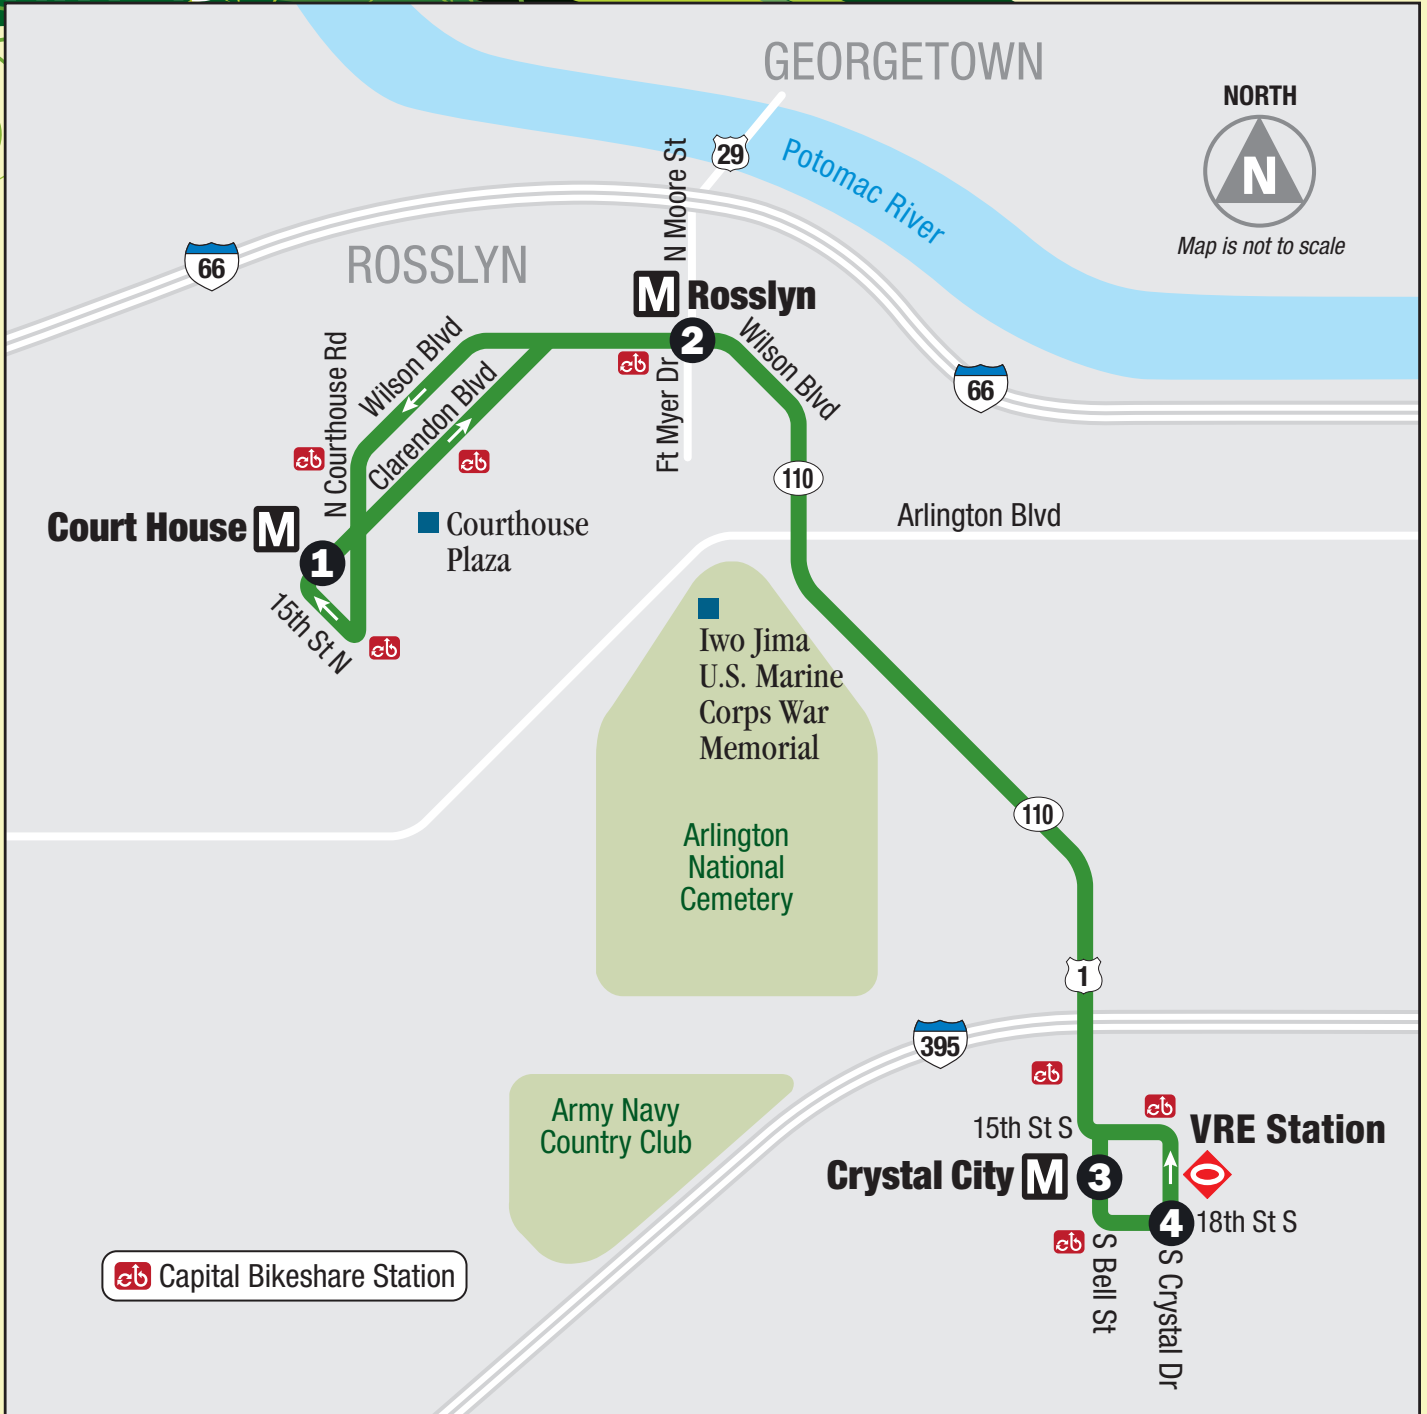 GEORGETOWN
NORTH
N
Map is not to scale
29
N Moore St
Potomac River
66
ROSSLYN
M Rosslyn
2
Wilson Blvd
Wilson Blvd
Clarendon Blvd
N Courthouse Rd
Ft Myer Dr
66
110
Court House M
1
Courthouse
Plaza
Arlington Blvd
15th St N
Iwo Jima
U.S. Marine
Corps War
Memorial
110
Arlington
National
Cemetery
1
395
Army Navy
Country Club
15th St S
VRE Station
Crystal City M
3
4
18th St S
S Bell St
S Crystal Dr
cb Capital Bikeshare Station